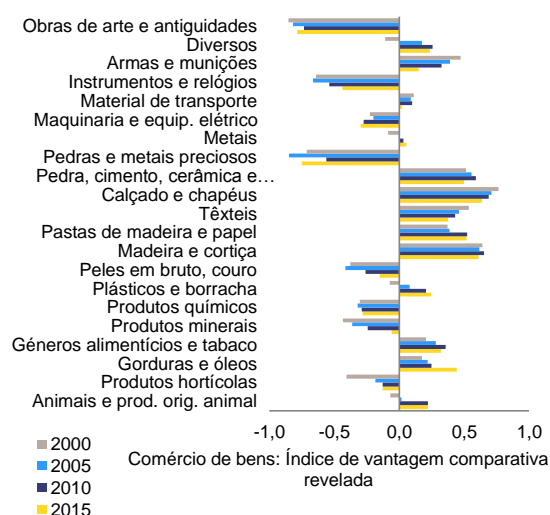 Obras de arte e antiguidades
Diversos
Armas e munições
Instrumentos e relógios
Material de transporte
Maquinaria e equip. elétrico
Metais
Pedras e metais preciosos
Pedra, cimento, cerâmica e…
Calçado e chapéus
Têxteis
Pastas de madeira e papel
Madeira e cortiça
Peles em bruto, couro
Plásticos e borracha
Produtos químicos
Produtos minerais
Géneros alimentícios e tabaco
Gorduras e óleos
Produtos hortícolas
Animais e prod. orig. animal
-1,0 -0,5 0,0 0,5 1,0
Comércio de bens: Índice de vantagem comparativa
revelada
2000
2005
2010
2015